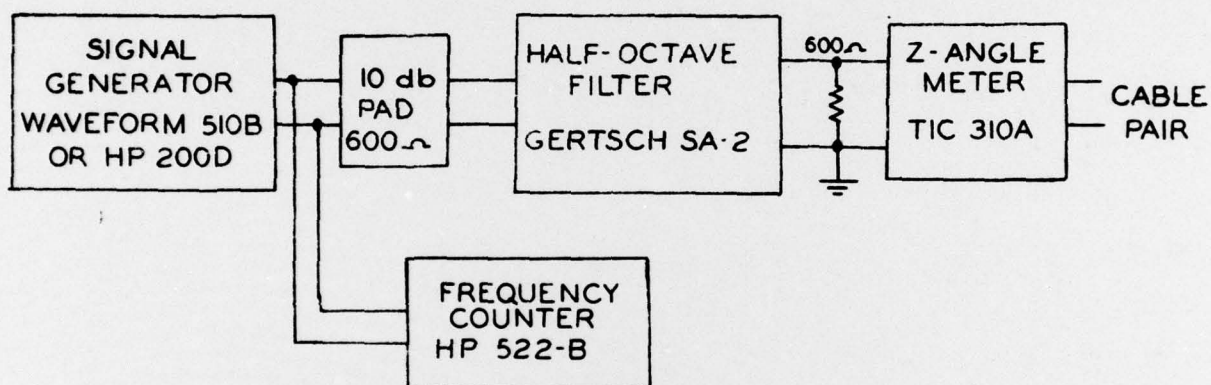 SIGNAL
GENERATOR
WAVEFORM 510B
OR HP 200D
10 db
PAD
600Ω
HALF-OCTAVE
FILTER
GERTSCH SA-2
600Ω
Z-ANGLE
METER
TIC 310A
CABLE
PAIR
FREQUENCY
COUNTER
HP 522-B